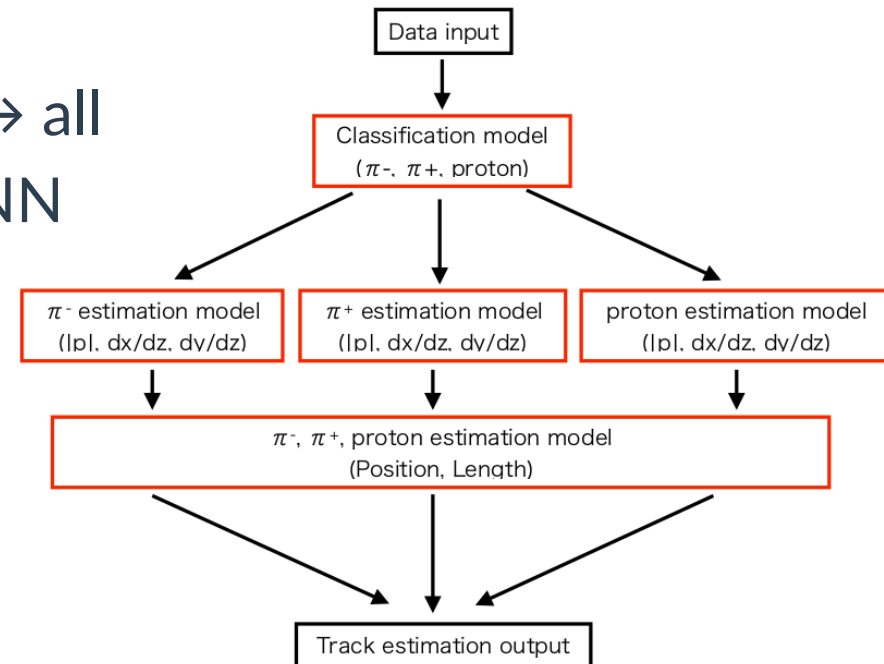 Data input
→ all
NN
Classification model
(π-, π+, proton)
π⁻ estimation model
(|p|, dx/dz, dy/dz)
π⁺ estimation model
(|p|, dx/dz, dy/dz)
proton estimation model
(|p|, dx/dz, dy/dz)
π⁻, π⁺, proton estimation model
(Position, Length)
Track estimation output